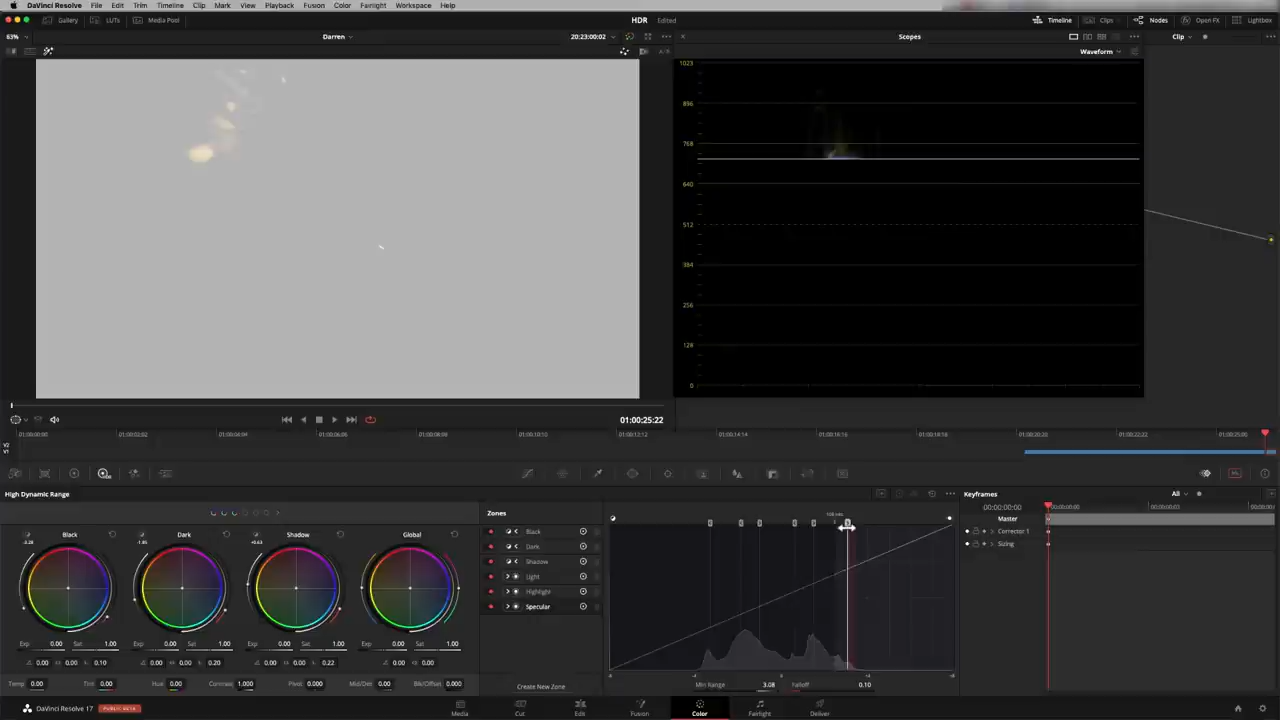 DaVinci Resolve File Edit Trim Timeline Clip Mark View Playback Fusion Color Fairlight Workspace Help
Gallery LUTs Media Pool HDR Edited Timeline Clips Nodes Open FX Lightbox
63% Darren 20:23:00:02 Scopes Clip
Waveform
1023
896
768
640
512
384
256
128
0
01:00:25:22
01:00:00:00 01:00:02:02 01:00:04:04 01:00:06:06 01:00:08:08 01:00:10:10 01:00:12:12 01:00:14:14 01:00:16:16 01:00:18:18 01:00:20:20 01:00:22:22 01:00:25:00
V2
V1
High Dynamic Range Keyframes All
Zones
00:00:00:00
Master
Black Dark Shadow Global
Black
Corrector 1
Dark
Sizing
Shadow
Light
Highlight
Specular
Exp 0.00 Sat 1.00 Exp 0.00 Sat 1.00 Exp 0.00 Sat 1.00 Exp 0.00 Sat 1.00
0.00 0.00 0.10 0.00 0.00 0.20 0.00 0.00 0.22 0.00 0.00
Temp 0.00 Tint 0.00 Hue 0.00 Contrast 1.000 Pivot 0.000 Mid/Det 0.00 Blk/Offset 0.000
Create New Zone
Min Range 3.08 Falloff 0.10
DaVinci Resolve 17 PUBLIC BETA
Media Cut Edit Fusion Color Fairlight Deliver